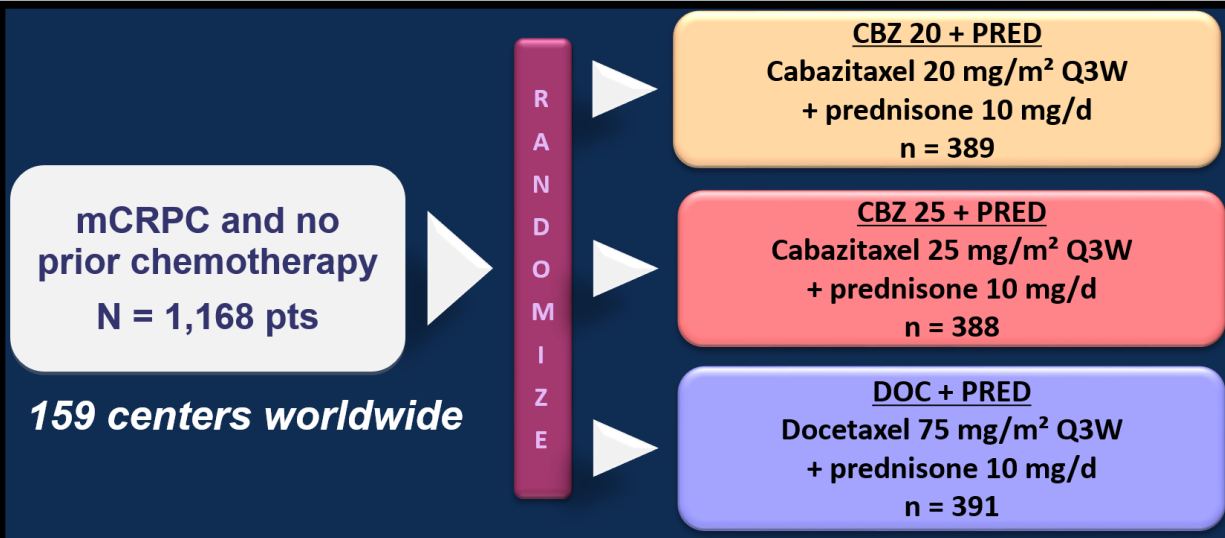 mCRPC and no
prior chemotherapy
N = 1,168 pts
159 centers worldwide
RANDOMIZE
CBZ 20 + PRED
Cabazitaxel 20 mg/m² Q3W
+ prednisone 10 mg/d
n = 389
CBZ 25 + PRED
Cabazitaxel 25 mg/m² Q3W
+ prednisone 10 mg/d
n = 388
DOC + PRED
Docetaxel 75 mg/m² Q3W
+ prednisone 10 mg/d
n = 391